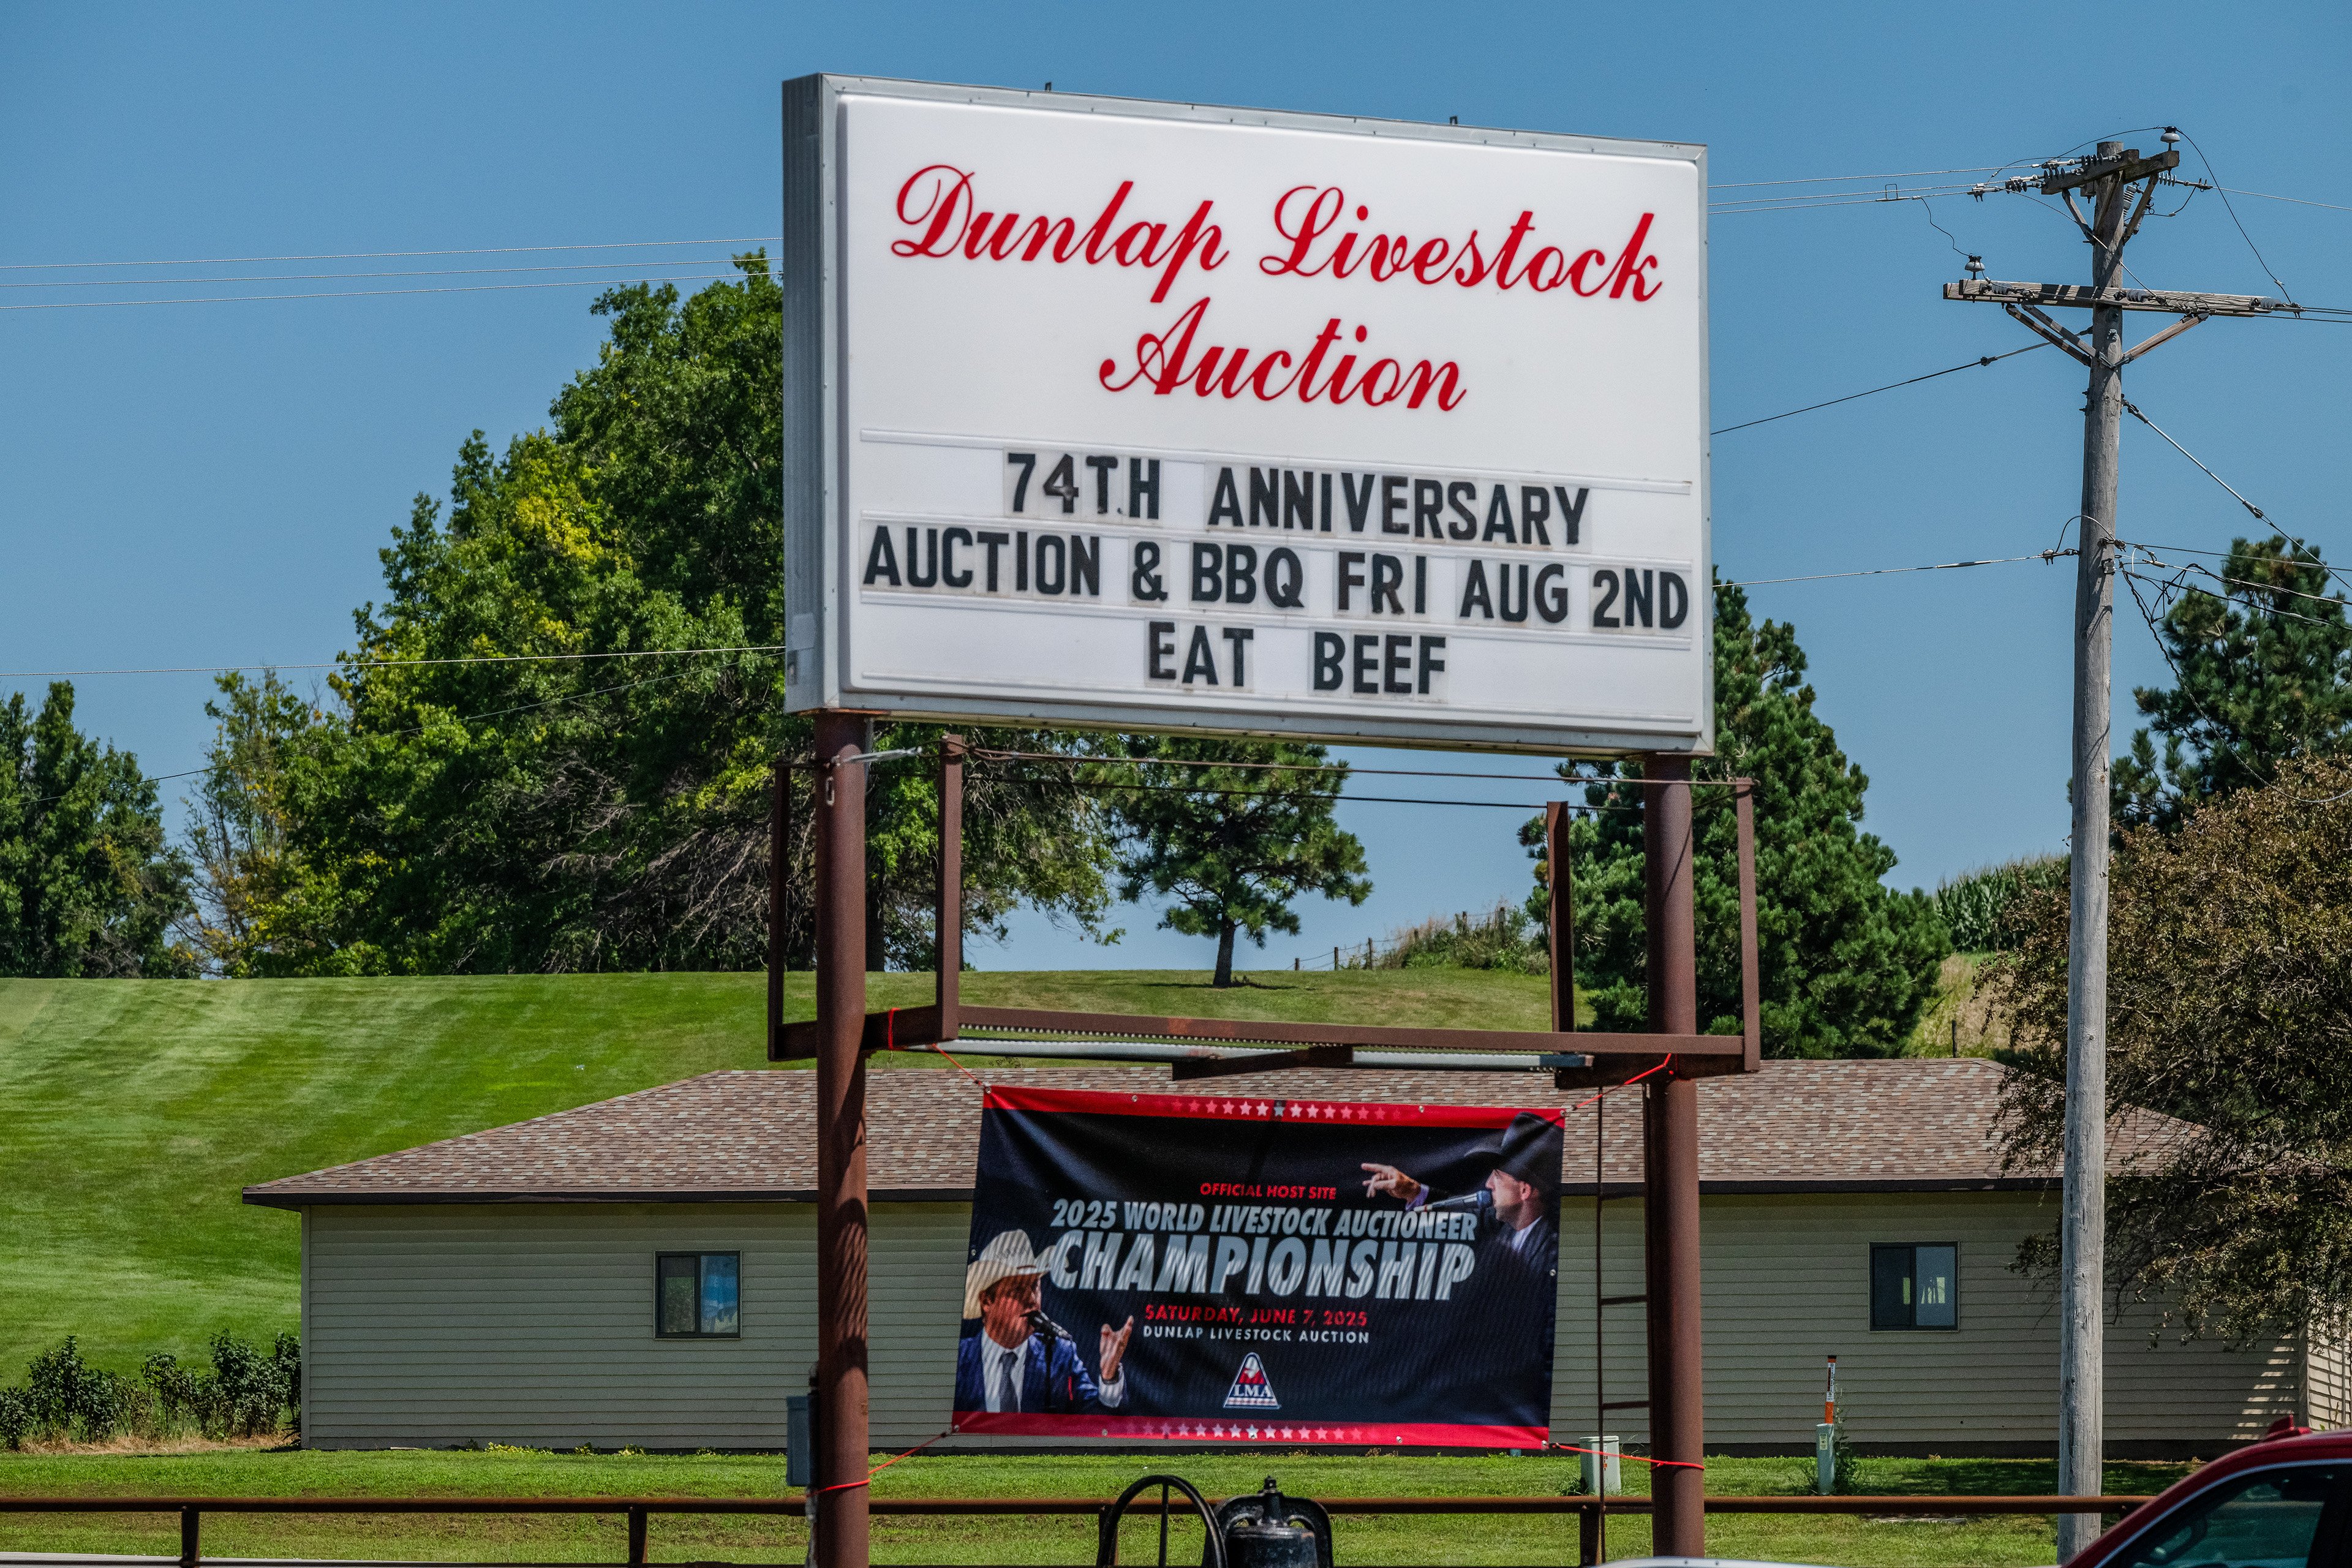 Dunlap Livestock
Auction
74TH ANNIVERSARY
AUCTION & BBQ FRI AUG 2ND
EAT BEEF
OFFICIAL HOST SITE
2025 WORLD LIVESTOCK AUCTIONEER
CHAMPIONSHIP
SATURDAY, JUNE 7, 2025
DUNLAP LIVESTOCK AUCTION
LMA